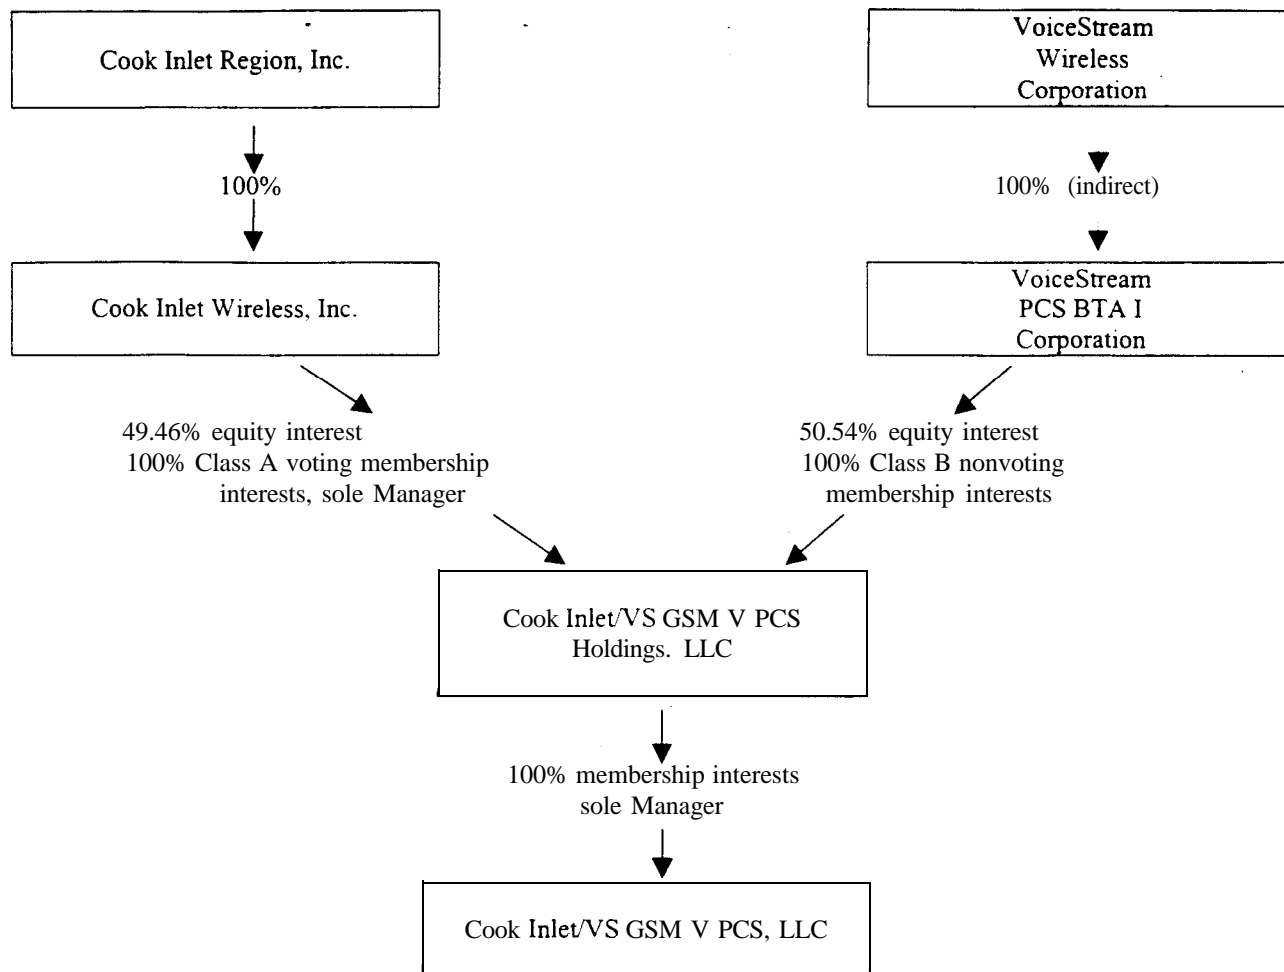 Cook Inlet Region, Inc.
VoiceStream
Wireless
Corporation
100%
100% (indirect)
Cook Inlet Wireless, Inc.
VoiceStream
PCS BTA I
Corporation
49.46% equity interest
100% Class A voting membership
interests, sole Manager
50.54% equity interest
100% Class B nonvoting
membership interests
Cook Inlet/VS GSM V PCS
Holdings. LLC
100% membership interests
sole Manager
Cook Inlet/VS GSM V PCS, LLC